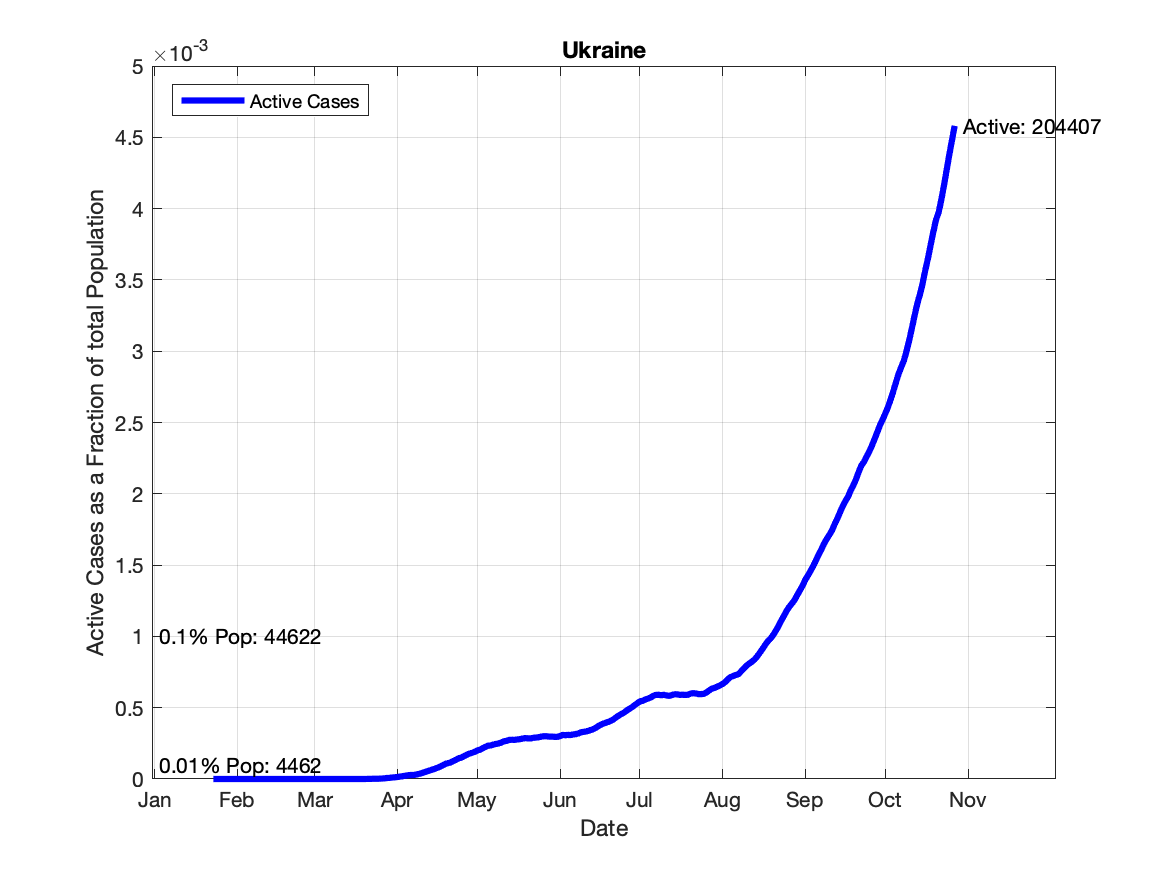 Ukraine
×10-3
Active Cases
Active: 204407
5
4.5
4
3.5
3
2.5
2
1.5
1
0.5
0
0.1% Pop: 44622
0.01% Pop: 4462
Active Cases as a Fraction of total Population
Jan Feb Mar Apr May Jun Jul Aug Sep Oct Nov
Date